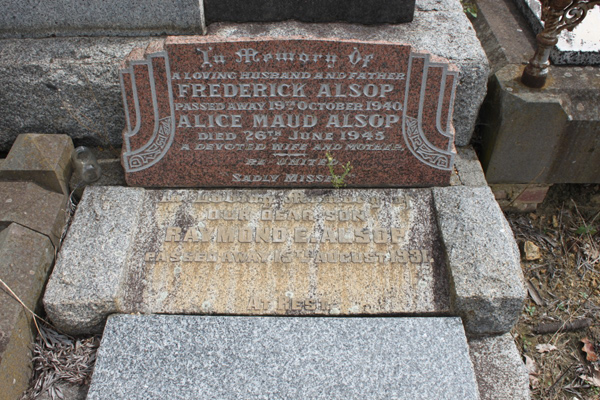 In Memory Of
A LOVING HUSBAND AND FATHER
FREDERICK ALSOP
PASSED AWAY 19TH OCTOBER 1940
ALICE MAUD ALSOP
DIED 26TH JUNE 1945
A DEVOTED WIFE AND MOTHER,
RE-UNITED
SADLY MISSED
OUR DEAR SON
RAYMOND E. ALSOP
PASSED AWAY 15TH AUGUST 1931
AT REST